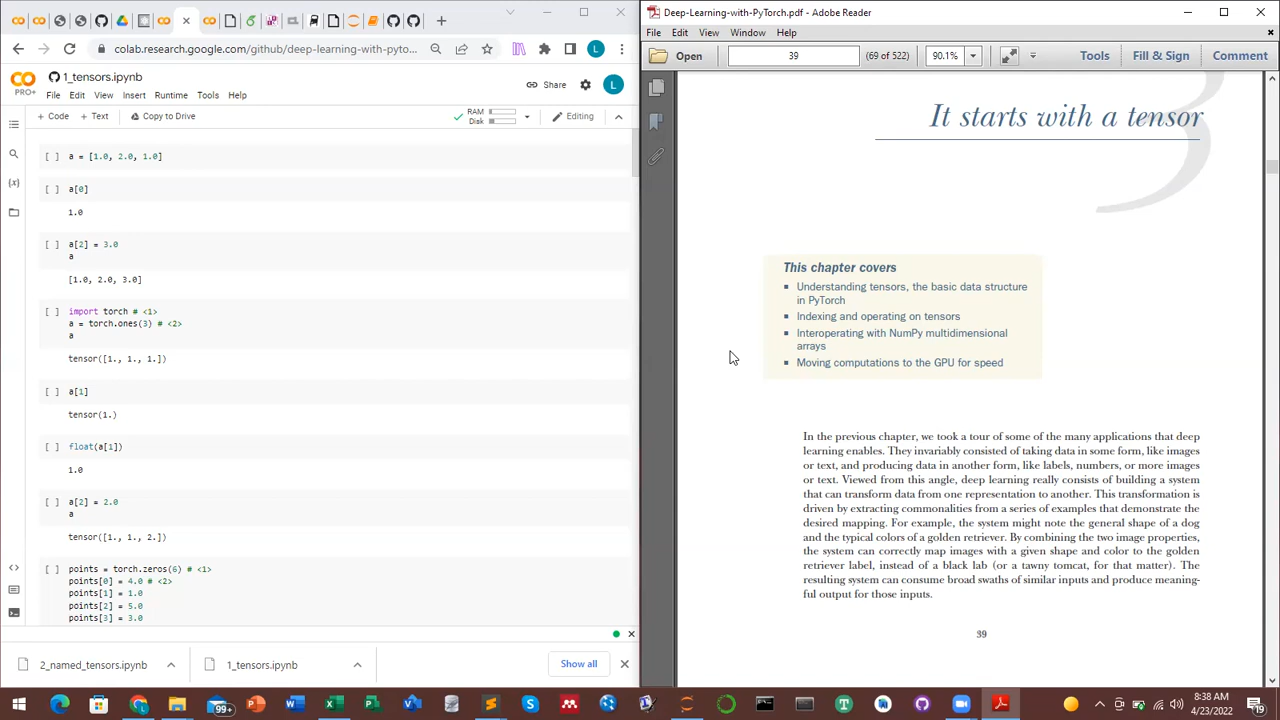 colab.research.google.com/github/deep-learning-with-pyto...
L
PRO+
1_tensors.ipynb
File Edit View Insert Runtime Tools Help
Share
L
+ Code + Text Copy to Drive
RAM
Disk
Editing
[ ] a = [1.0, 2.0, 1.0]
[ ] a[0]
1.0
[ ] a[2] = 3.0
a
[1.0, 2.0, 3.0]
[ ] import torch # <1>
a = torch.ones(3) # <2>
a
tensor([1., 1., 1.])
[ ] a[1]
tensor(1.)
[ ] float(a[1])
1.0
[ ] a[2] = 2.0
a
tensor([1., 1., 2.])
[ ] points = torch.zeros(6) # <1>
points[0] = 4.0 # <2>
points[1] = 1.0
points[2] = 5.0
points[3] = 3.0
{x}
2_named_tensors.ipynb
1_tensors.ipynb
Show all
Deep-Learning-with-PyTorch.pdf - Adobe Reader
File Edit View Window Help
Open 39 (69 of 522) 90.1% Tools Fill & Sign Comment
3
It starts with a tensor
This chapter covers
Understanding tensors, the basic data structure
in PyTorch
Indexing and operating on tensors
Interoperating with NumPy multidimensional
arrays
Moving computations to the GPU for speed
In the previous chapter, we took a tour of some of the many applications that deep
learning enables. They invariably consisted of taking data in some form, like images
or text, and producing data in another form, like labels, numbers, or more images
or text. Viewed from this angle, deep learning really consists of building a system
that can transform data from one representation to another. This transformation is
driven by extracting commonalities from a series of examples that demonstrate the
desired mapping. For example, the system might note the general shape of a dog
and the typical colors of a golden retriever. By combining the two image properties,
the system can correctly map images with a given shape and color to the golden
retriever label, instead of a black lab (or a tawny tomcat, for that matter). The
resulting system can consume broad swaths of similar inputs and produce meaning-
ful output for those inputs.
39
99+
8:38 AM
4/23/2022
19